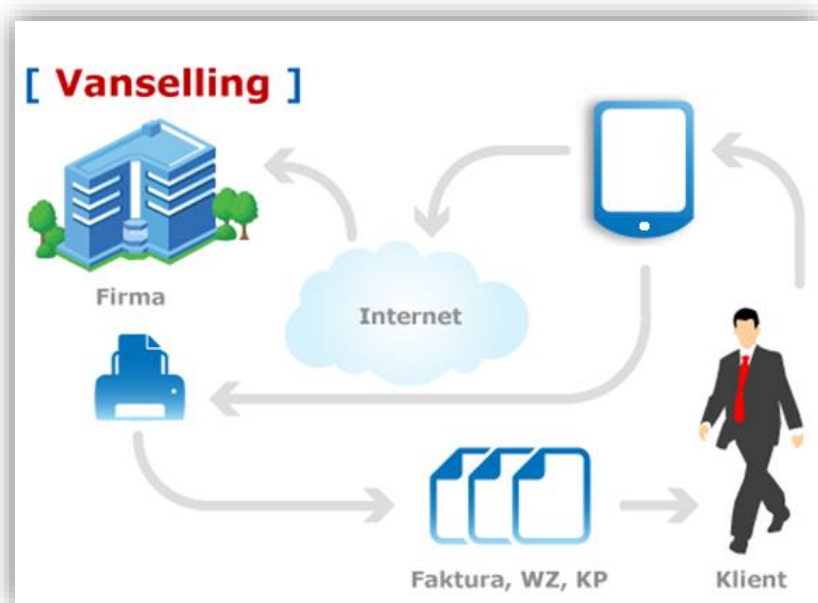 [ Vanselling ]
Firma
Internet
Faktura, WZ, KP
Klient